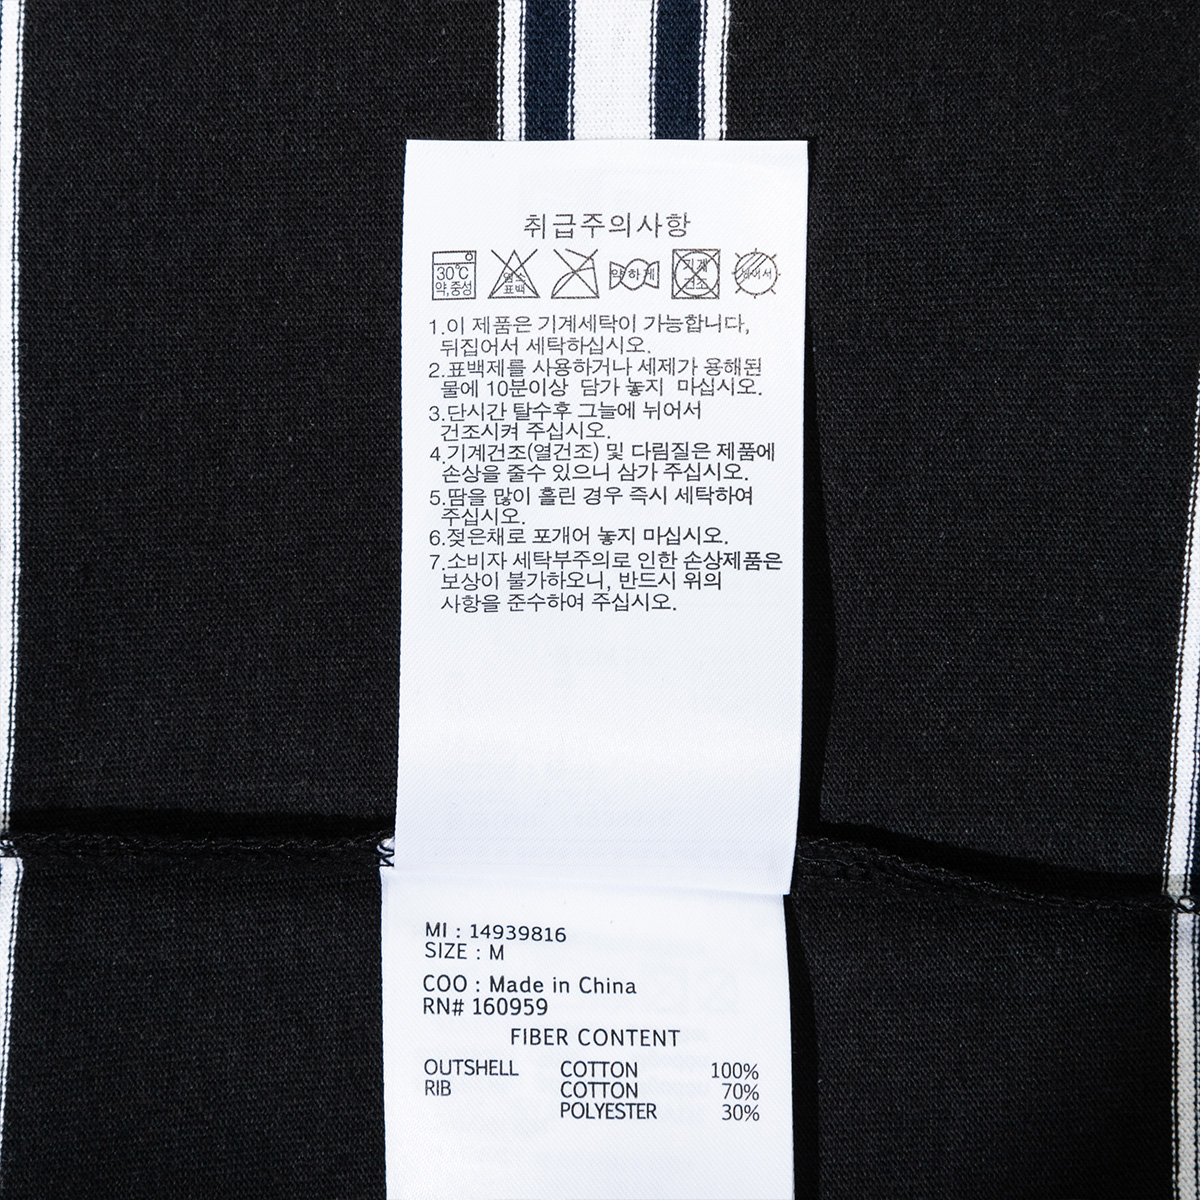 취급주의사항
30℃ 약,중성 염소 표백 약하게 기계 건조 뉘어서
1.이 제품은 기계세탁이 가능합니다,
뒤집어서 세탁하십시오.
2.표백제를 사용하거나 세제가 용해된
물에 10분이상 담가 놓지 마십시오.
3.단시간 탈수후 그늘에 뉘어서
건조시켜 주십시오.
4.기계건조(열건조) 및 다림질은 제품에
손상을 줄수 있으니 삼가 주십시오.
5.땀을 많이 흘린 경우 즉시 세탁하여
주십시오.
6.젖은채로 포개어 놓지 마십시오.
7.소비자 세탁부주의로 인한 손상제품은
보상이 불가하오니, 반드시 위의
사항을 준수하여 주십시오.
MI : 14939816
SIZE : M
COO : Made in China
RN# 160959
FIBER CONTENT
OUTSHELL COTTON 100%
RIB COTTON 70%
POLYESTER 30%